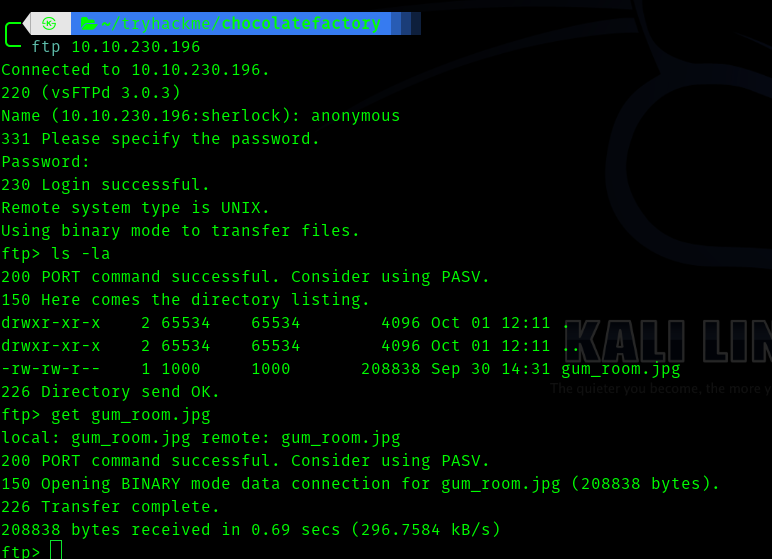 ~/tryhackme/chocolatefactory
ftp 10.10.230.196
Connected to 10.10.230.196.
220 (vsFTPd 3.0.3)
Name (10.10.230.196:sherlock): anonymous
331 Please specify the password.
Password:
230 Login successful.
Remote system type is UNIX.
Using binary mode to transfer files.
ftp> ls -la
200 PORT command successful. Consider using PASV.
150 Here comes the directory listing.
drwxr-xr-x    2 65534    65534        4096 Oct 01 12:11 .
drwxr-xr-x    2 65534    65534        4096 Oct 01 12:11 ..
KALI LIN
-rw-rw-r--    1 1000     1000       208838 Sep 30 14:31 gum_room.jpg
226 Directory send OK.
The quieter you become, the more y
ftp> get gum_room.jpg
local: gum_room.jpg remote: gum_room.jpg
200 PORT command successful. Consider using PASV.
150 Opening BINARY mode data connection for gum_room.jpg (208838 bytes).
226 Transfer complete.
208838 bytes received in 0.69 secs (296.7584 kB/s)
ftp>